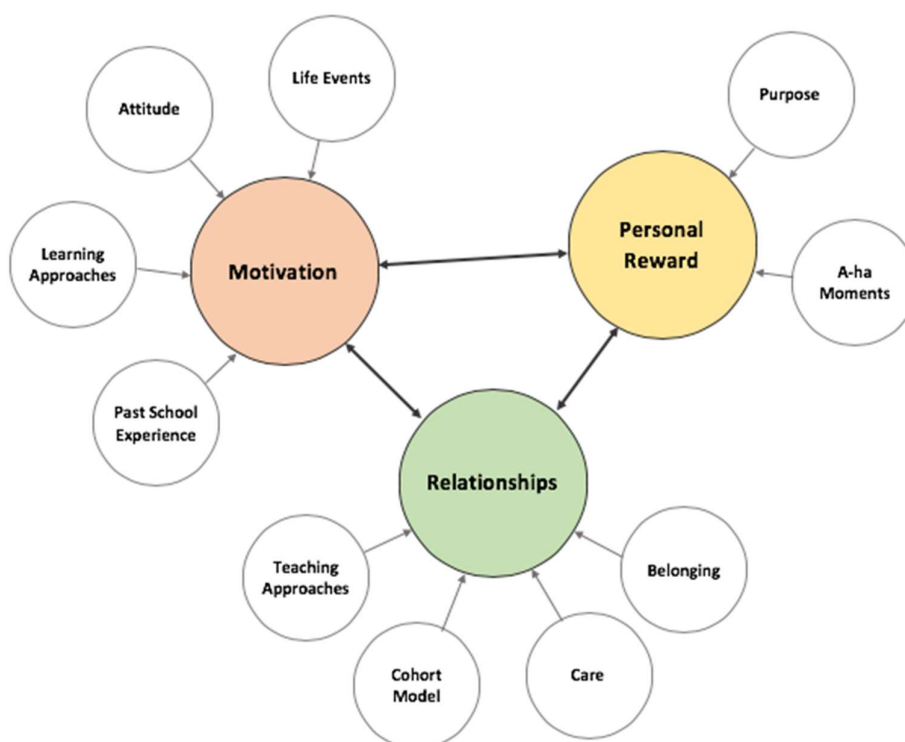 Life Events
Attitude
Purpose
Learning
Approaches
Motivation
Personal
Reward
A-ha
Moments
Past School
Experience
Relationships
Teaching
Approaches
Belonging
Cohort
Model
Care